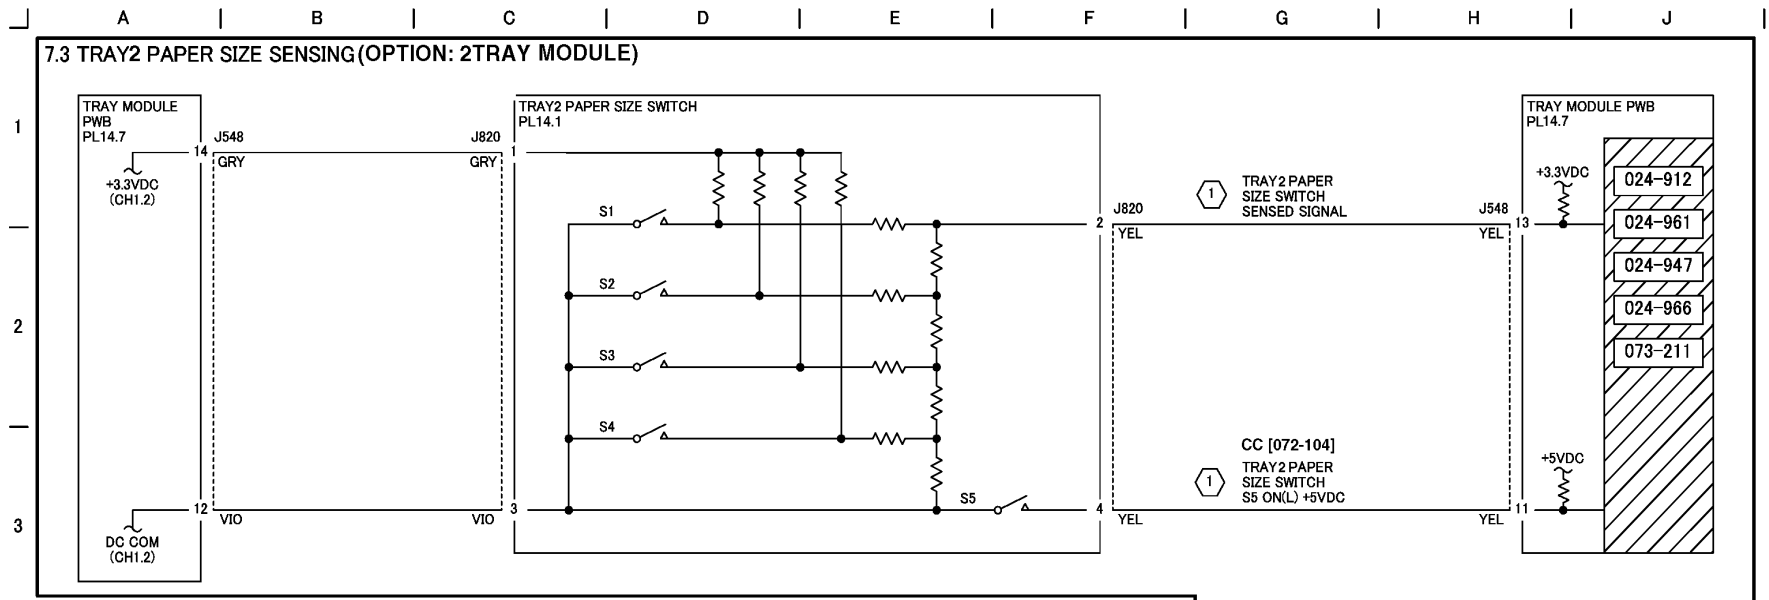 A B C D E F G H J
7.3 TRAY2 PAPER SIZE SENSING (OPTION: 2TRAY MODULE)
1
2
3
TRAY MODULE
PWB
PL14.7
14
J548
GRY
+3.3VDC
(CH1.2)
12
VIO
DC COM
(CH1.2)
J820
GRY
1
VIO
3
TRAY2 PAPER SIZE SWITCH
PL14.1
S1
S2
S3
S4
S5
2
J820
YEL
4
YEL
1
TRAY2 PAPER
SIZE SWITCH
SENSED SIGNAL
CC [072-104]
1
TRAY2 PAPER
SIZE SWITCH
S5 ON(L) +5VDC
J548
YEL
13
YEL
11
TRAY MODULE PWB
PL14.7
+3.3VDC
+5VDC
024-912
024-961
024-947
024-966
073-211